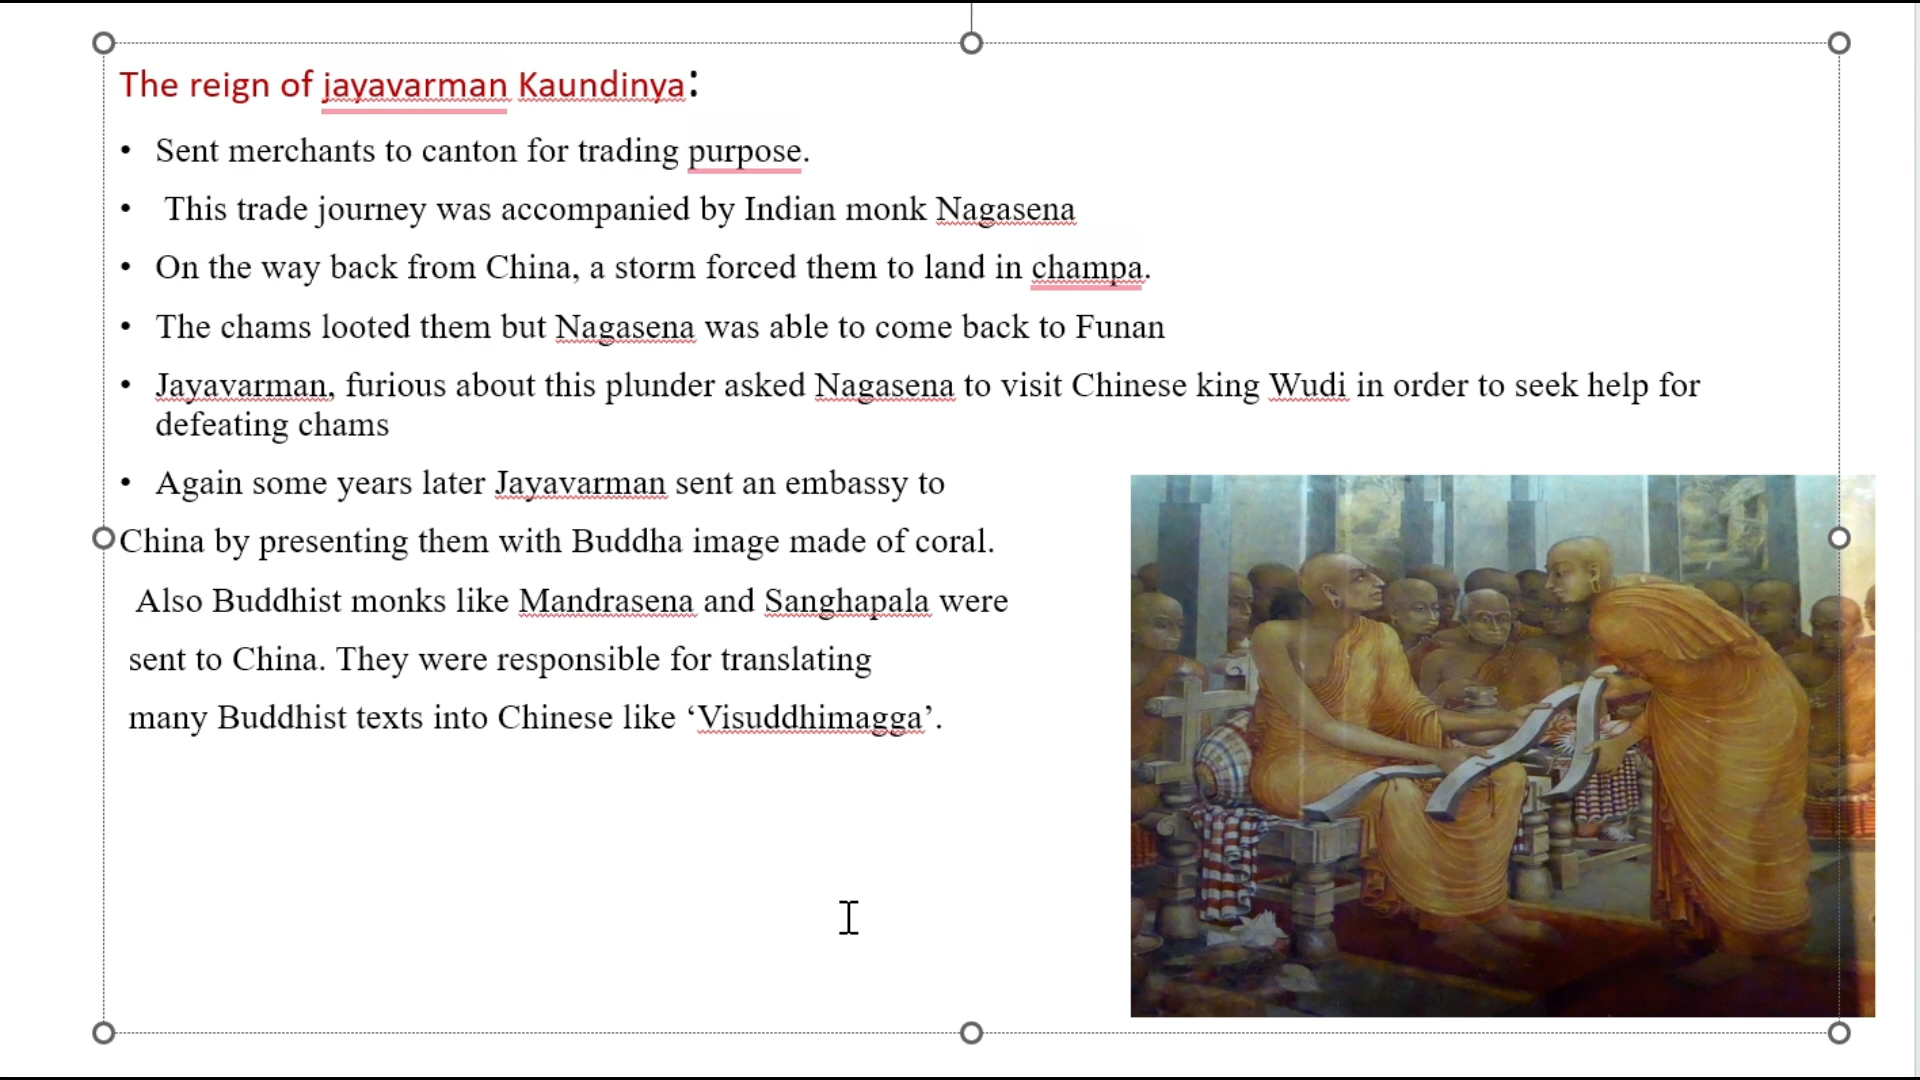 The reign of jayavarman Kaundinya:
• Sent merchants to canton for trading purpose.
• This trade journey was accompanied by Indian monk Nagasena
• On the way back from China, a storm forced them to land in champa.
• The chams looted them but Nagasena was able to come back to Funan
• Jayavarman, furious about this plunder asked Nagasena to visit Chinese king Wudi in order to seek help for
defeating chams
• Again some years later Jayavarman sent an embassy to
China by presenting them with Buddha image made of coral.
Also Buddhist monks like Mandrasena and Sanghapala were
sent to China. They were responsible for translating
many Buddhist texts into Chinese like ‘Visuddhimagga’.